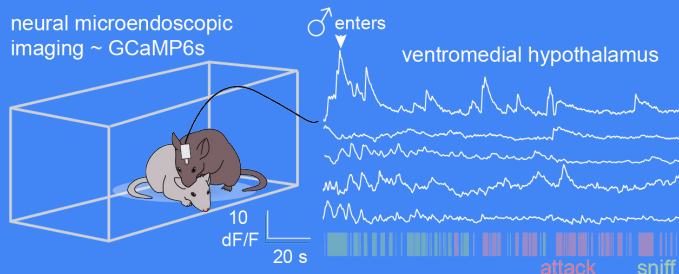 neural microendoscopic
imaging ~ GCaMP6s
♂ enters
ventromedial hypothalamus
10
dF/F
20 s
attack sniff